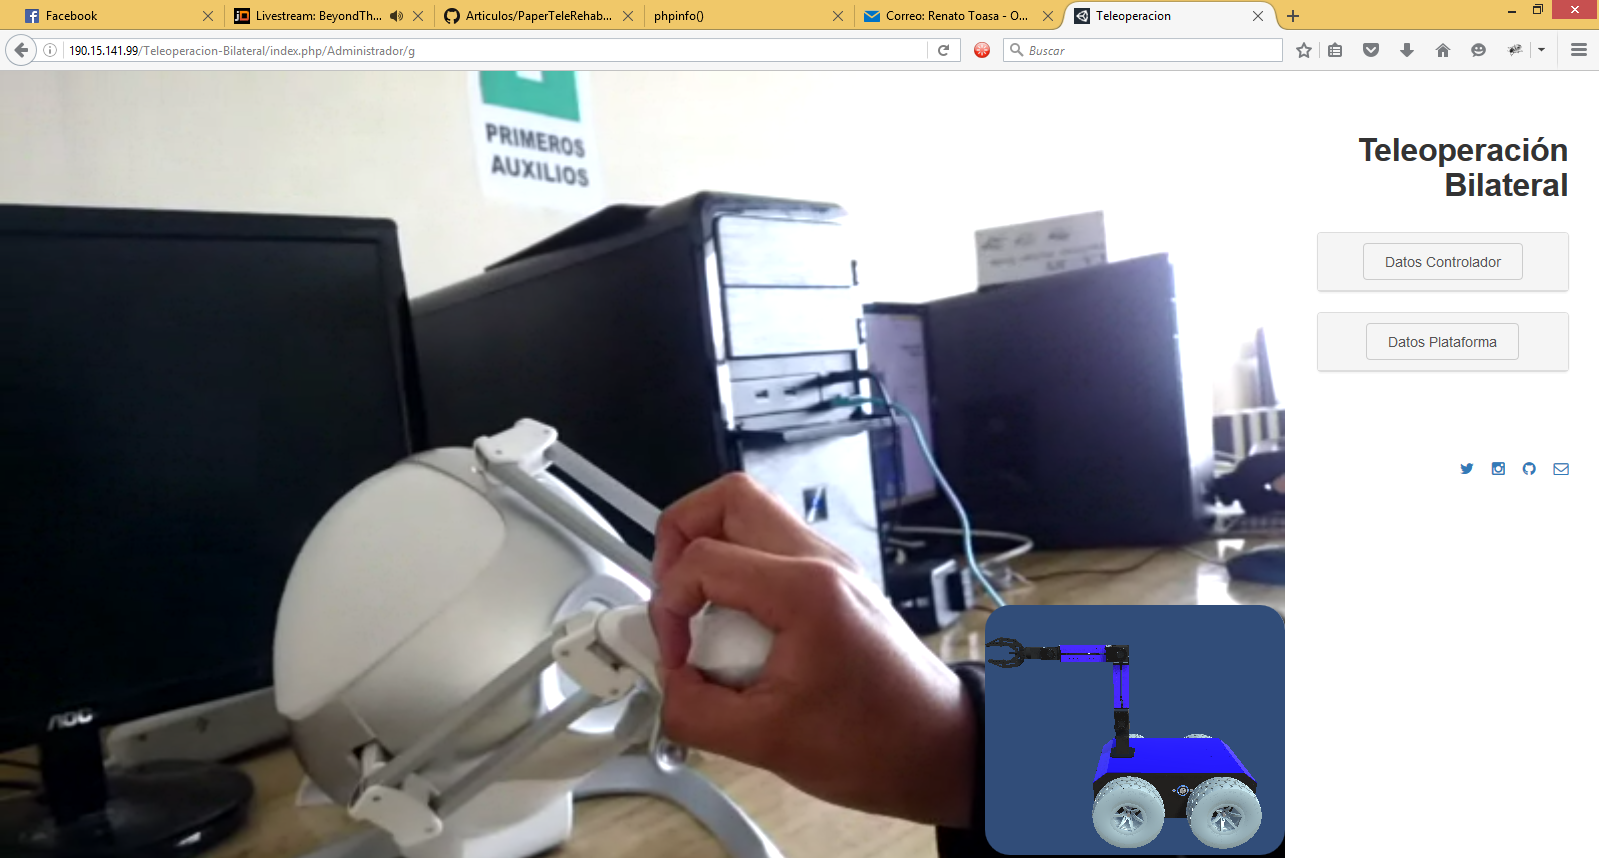 Facebook
Livestream: BeyondTh...
Articulos/PaperTeleRehab...
phpinfo()
Correo: Renato Toasa - O...
Teleoperacion
190.15.141.99/Teleoperacion-Bilateral/index.php/Administrador/g
Buscar
PRIMEROS
AUXILIOS
AOC
Teleoperación
Bilateral
Datos Controlador
Datos Plataforma